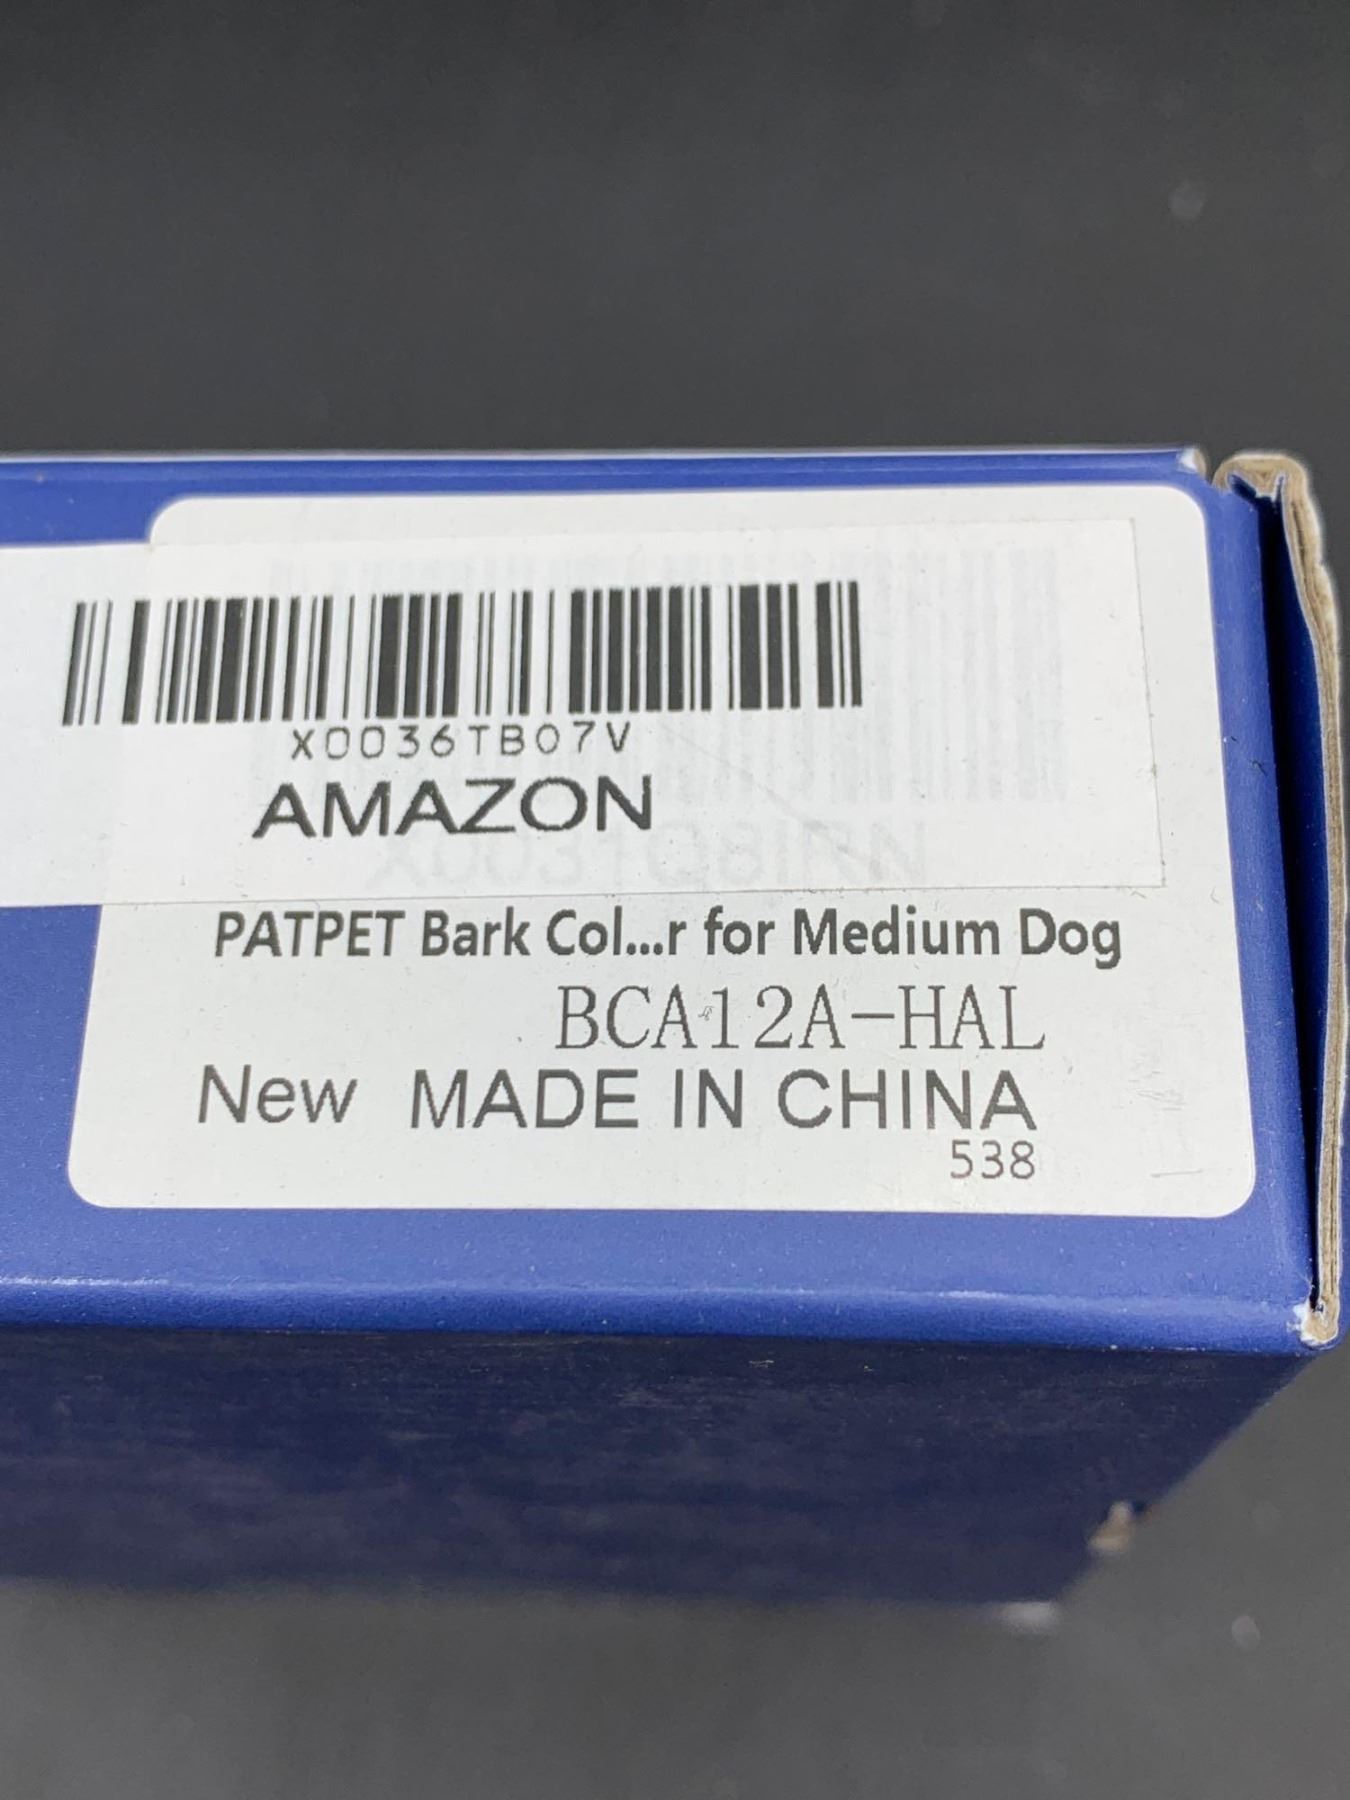 X0036TB07V
AMAZON
PATPET Bark Col...r for Medium Dog
BCA12A-HAL
New MADE IN CHINA
538